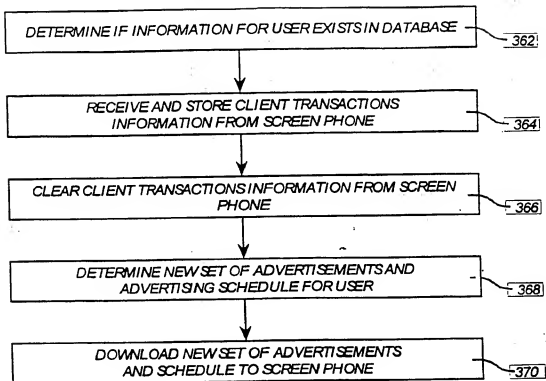 DETERMINE IF INFORMATION FOR USER EXISTS IN DATABASE
362
RECEIVE AND STORE CLIENT TRANSACTIONS
INFORMATION FROM SCREEN PHONE
364
CLEAR CLIENT TRANSACTIONS INFORMATION FROM SCREEN
PHONE
366
DETERMINE NEW SET OF ADVERTISEMENTS AND
ADVERTISING SCHEDULE FOR USER
368
DOWNLOAD NEW SET OF ADVERTISEMENTS
AND SCHEDULE TO SCREEN PHONE
370